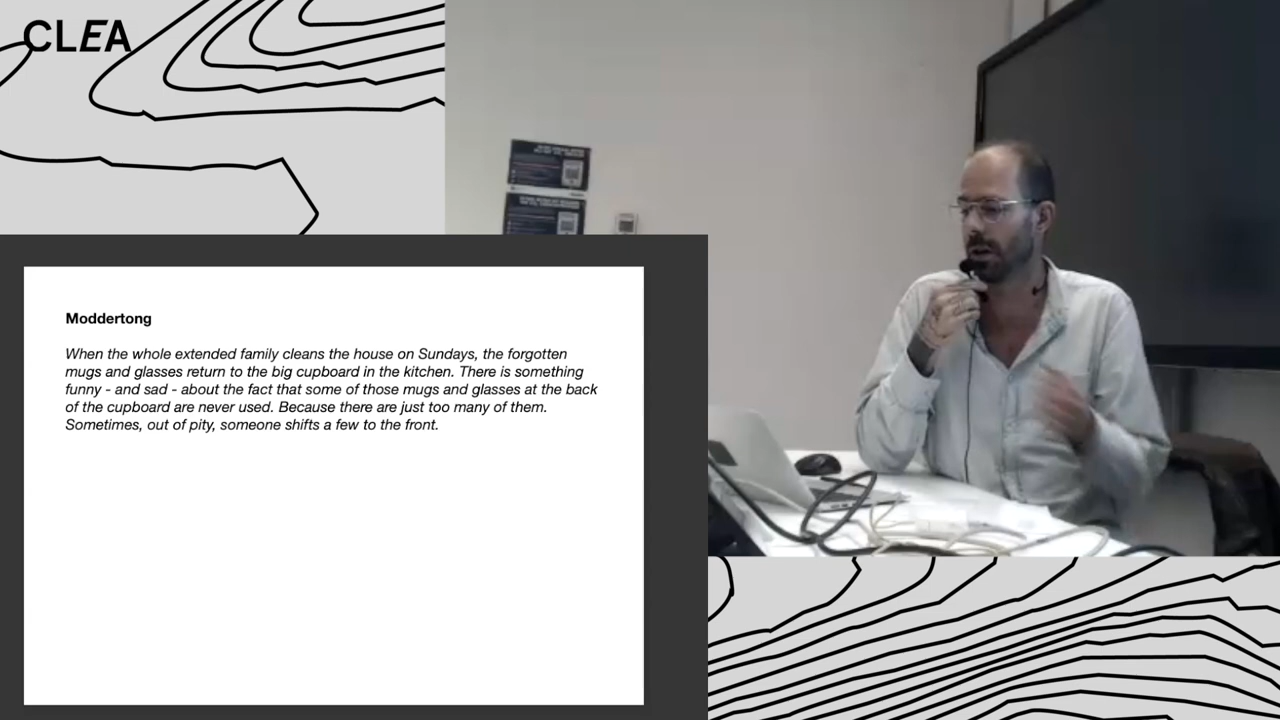 CLEA
Moddertong
When the whole extended family cleans the house on Sundays, the forgotten
mugs and glasses return to the big cupboard in the kitchen. There is something
funny - and sad - about the fact that some of those mugs and glasses at the back
of the cupboard are never used. Because there are just too many of them.
Sometimes, out of pity, someone shifts a few to the front.